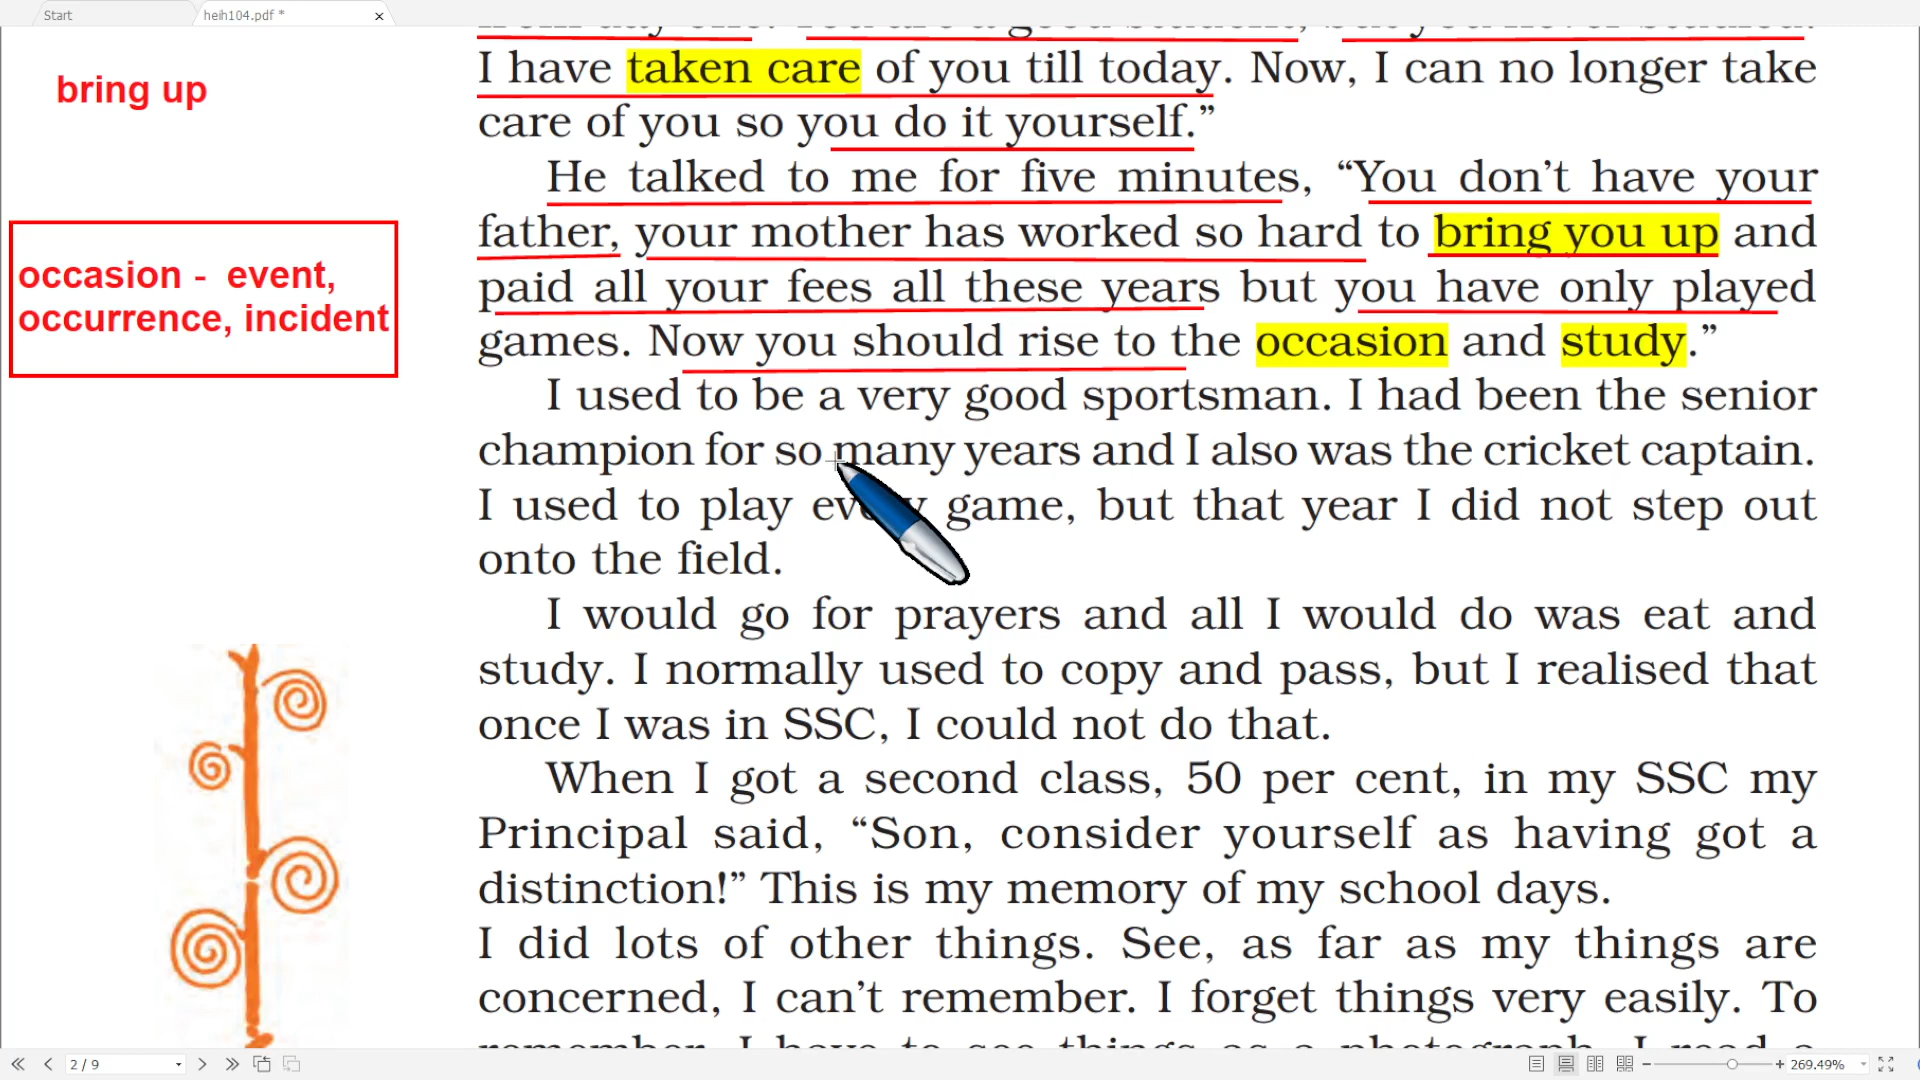 Start
heih104.pdf *
bring up
occasion -  event,
occurrence, incident
I have taken care of you till today. Now, I can no longer take
care of you so you do it yourself.”
He talked to me for five minutes, “You don’t have your
father, your mother has worked so hard to bring you up and
paid all your fees all these years but you have only played
games. Now you should rise to the occasion and study.”
I used to be a very good sportsman. I had been the senior
champion for so many years and I also was the cricket captain.
I used to play every game, but that year I did not step out
onto the field.
I would go for prayers and all I would do was eat and
study. I normally used to copy and pass, but I realised that
once I was in SSC, I could not do that.
When I got a second class, 50 per cent, in my SSC my
Principal said, “Son, consider yourself as having got a
distinction!” This is my memory of my school days.
I did lots of other things. See, as far as my things are
concerned, I can’t remember. I forget things very easily. To
remember, I have to see things as a photograph. I read a
2 / 9
269.49%